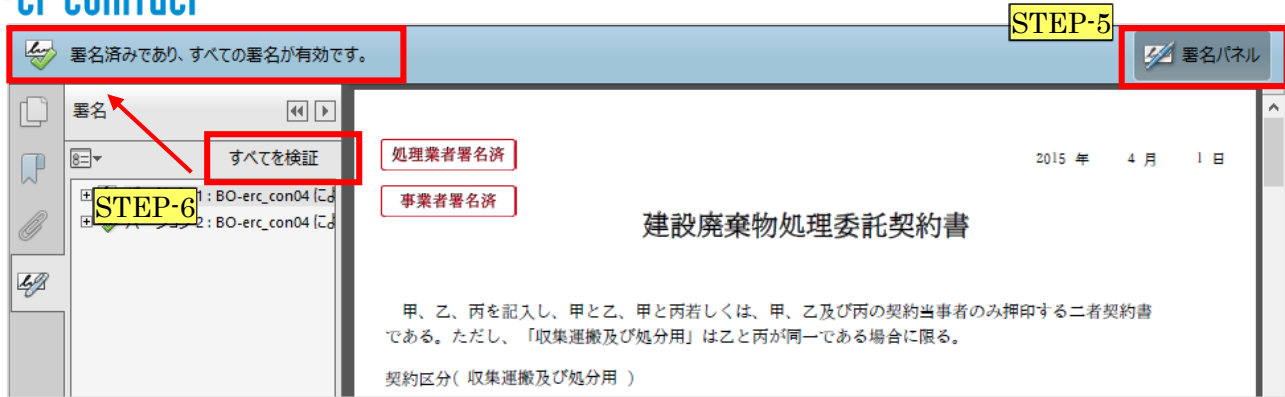 er contract
STEP-5
署名済みであり、すべての署名が有効です。
署名パネル
署名
すべてを検証
処理業者署名済
2015 年 4 月 1 日
1 : BO-erc_con04 によ
STEP-6
事業者署名済
2 : BO-erc_con04 によ
建設廃棄物処理委託契約書
甲、乙、丙を記入し、甲と乙、甲と丙若しくは、甲、乙及び丙の契約当事者のみ押印する二者契約書
である。ただし、「収集運搬及び処分用」は乙と丙が同一である場合に限る。
契約区分( 収集運搬及び処分用 )